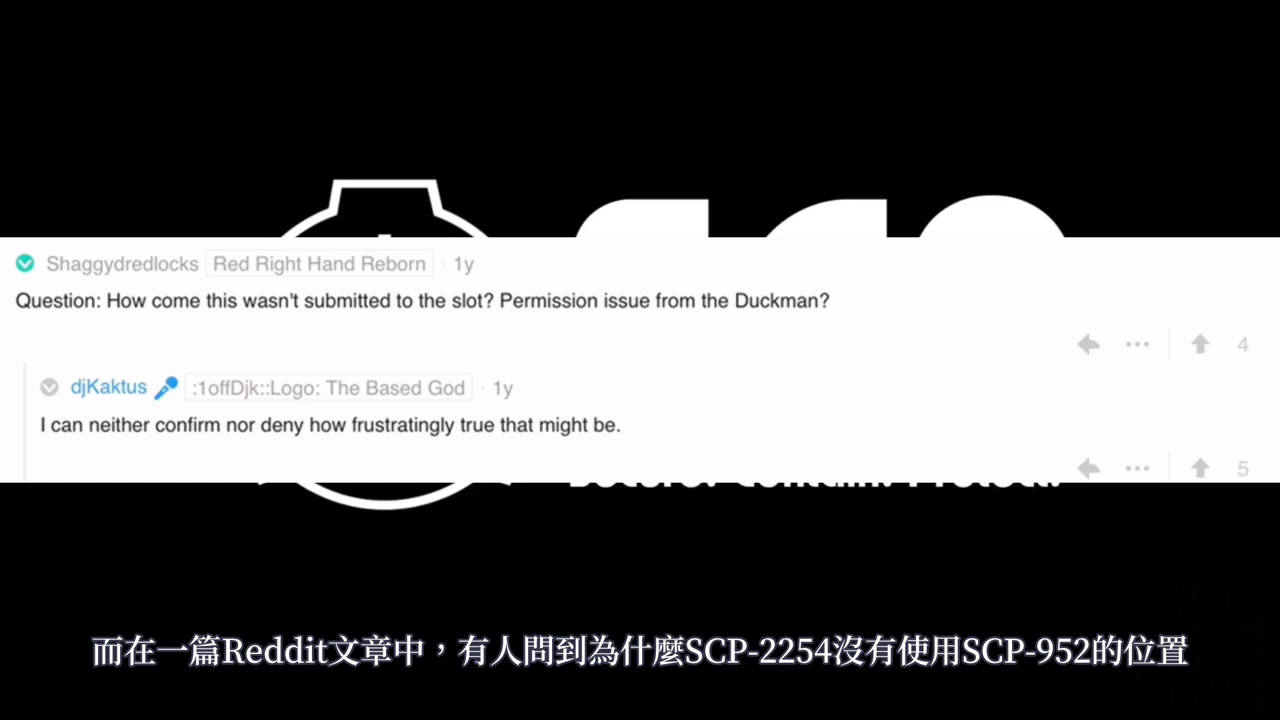 Shaggydredlocks Red Right Hand Reborn · 1y
Question: How come this wasn't submitted to the slot? Permission issue from the Duckman?
4
djKaktus :1offDjk::Logo: The Based God · 1y
I can neither confirm nor deny how frustratingly true that might be.
5
而在一篇Reddit文章中，有人問到為什麼SCP-2254沒有使用SCP-952的位置